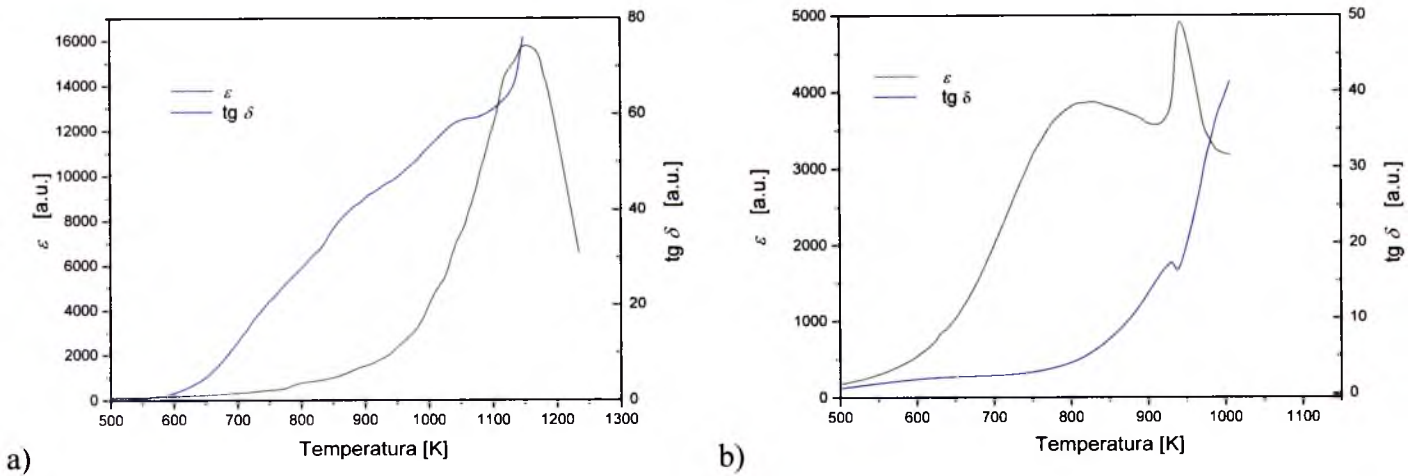 16000
14000
12000
10000
8000
6000
4000
2000
0
ε [a.u.]
ε
tg δ
80
60
40
20
0
tg δ [a.u.]
500 600 700 800 900 1000 1100 1200 1300
Temperatura [K]
a)
5000
4000
3000
2000
1000
0
ε [a.u.]
ε
tg δ
50
40
30
20
10
0
tg δ [a.u.]
500 600 700 800 900 1000 1100
Temperatura [K]
b)